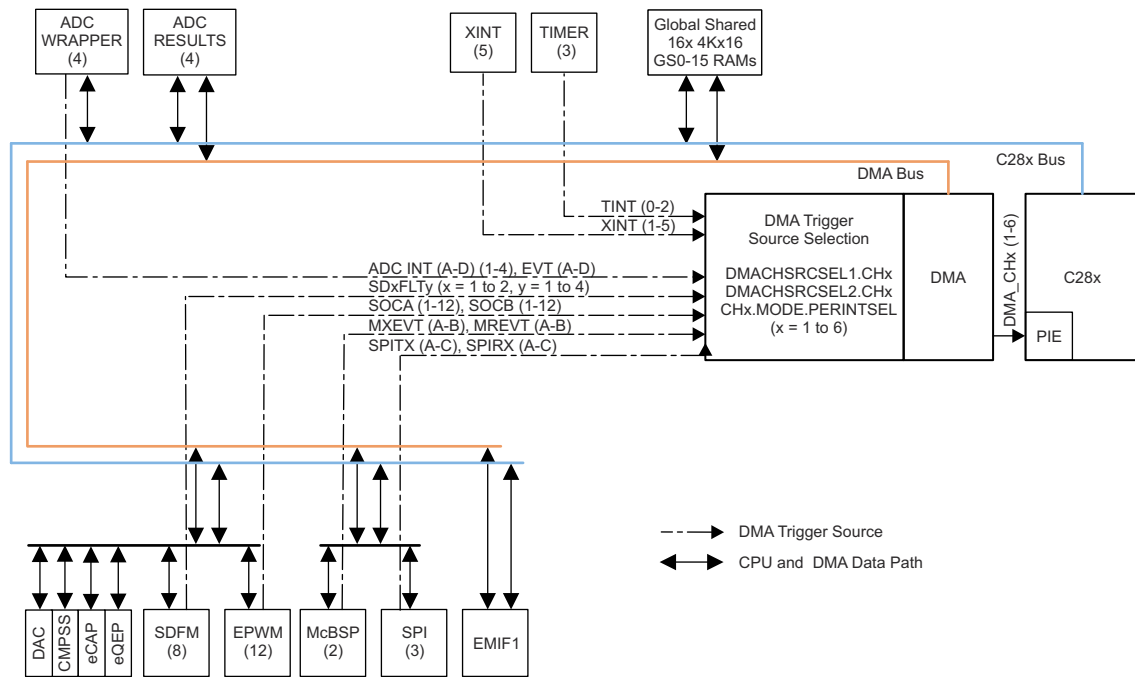 ADC
WRAPPER
(4)
ADC
RESULTS
(4)
XINT
(5)
TIMER
(3)
Global Shared
16x 4Kx16
GS0-15 RAMs
C28x Bus
DMA Bus
TINT (0-2)
XINT (1-5)
ADC INT (A-D) (1-4), EVT (A-D)
SDxFLTy (x = 1 to 2, y = 1 to 4)
SOCA (1-12), SOCB (1-12)
MXEVT (A-B), MREVT (A-B)
SPITX (A-C), SPIRX (A-C)
DMA Trigger
Source Selection
DMACHSRCSEL1.CHx
DMACHSRCSEL2.CHx
CHx.MODE.PERINTSEL
(x = 1 to 6)
DMA
DMA_CHx (1-6)
C28x
PIE
DMA Trigger Source
CPU and DMA Data Path
DAC
CMPSS
eCAP
eQEP
SDFM
(8)
EPWM
(12)
McBSP
(2)
SPI
(3)
EMIF1